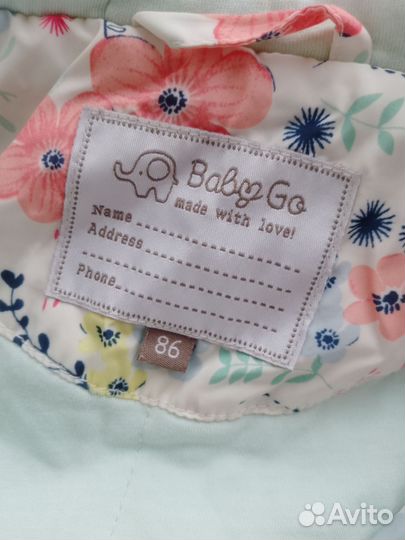 Baby Go
made with love!
Name
Address
Phone
86
Avito